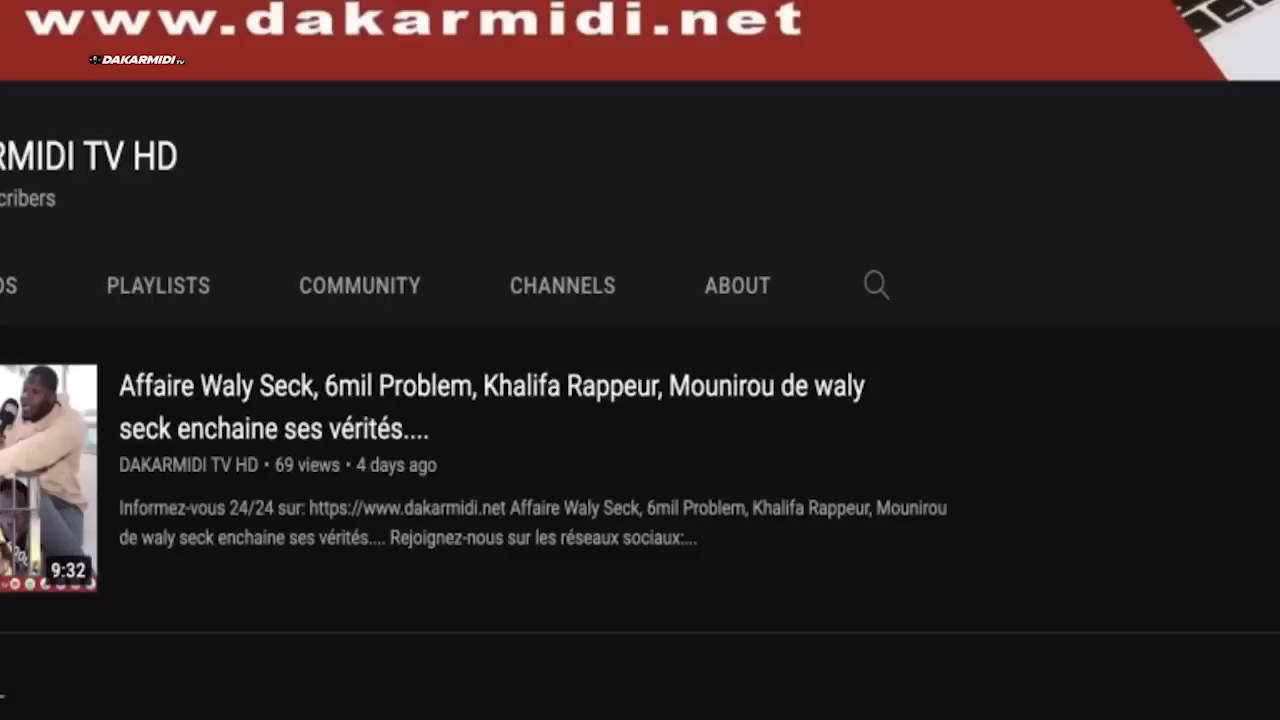 www.dakarmidi.net
DAKARMIDI TV
RMIDI TV HD
cribers
OS
PLAYLISTS
COMMUNITY
CHANNELS
ABOUT
Affaire Waly Seck, 6mil Problem, Khalifa Rappeur, Mounirou de waly
seck enchaine ses vérités....
DAKARMIDI TV HD • 69 views • 4 days ago
Informez-vous 24/24 sur: https://www.dakarmidi.net Affaire Waly Seck, 6mil Problem, Khalifa Rappeur, Mounirou
de waly seck enchaine ses vérités.... Rejoignez-nous sur les réseaux sociaux:...
9:32